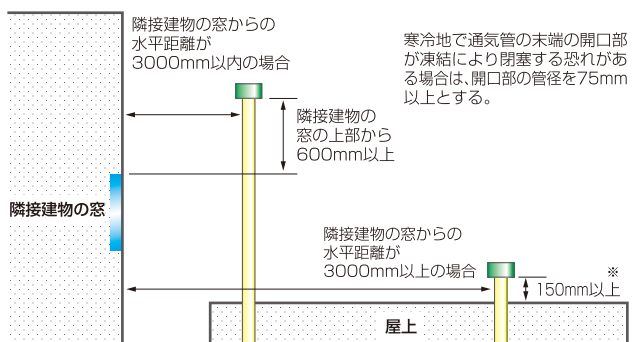 隣接建物の窓からの
水平距離が
3000mm以内の場合
寒冷地で通気管の末端の開口部
が凍結により閉塞する恐れがあ
る場合は、開口部の管径を75mm
以上とする。
隣接建物の
窓の上部から
600mm以上
隣接建物の窓
隣接建物の窓からの
水平距離が
3000mm以上の場合
※
150mm以上
屋上